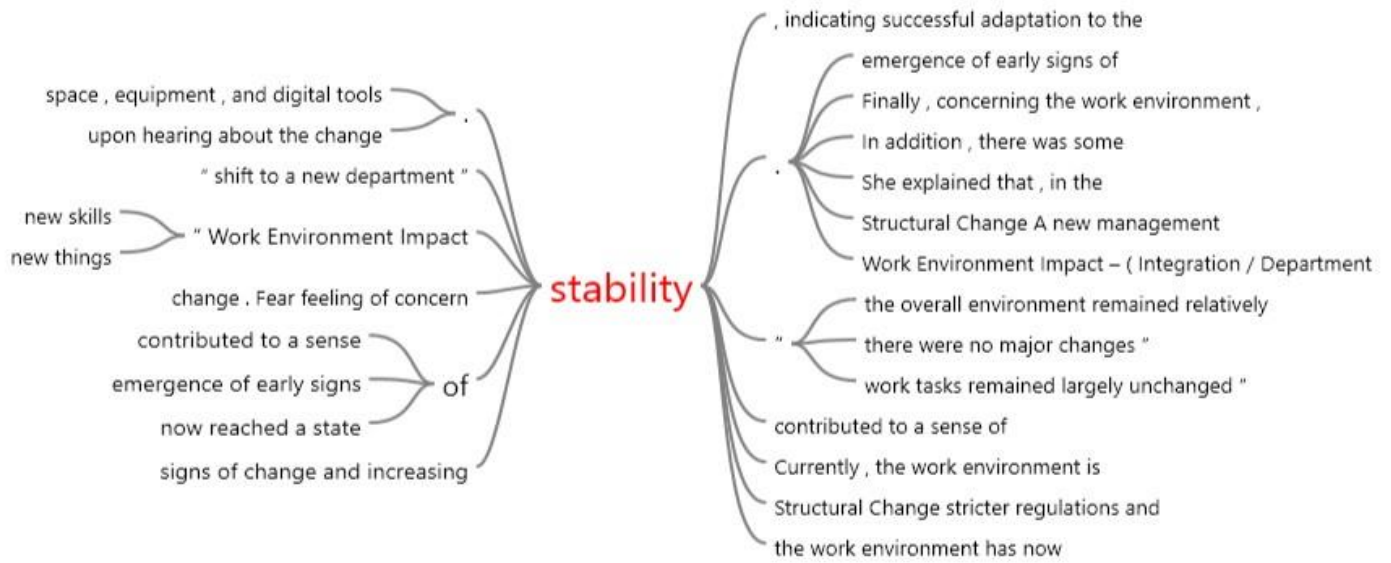 space , equipment , and digital tools
upon hearing about the change
.
" shift to a new department "
new skills
new things
" Work Environment Impact
change . Fear feeling of concern
contributed to a sense
emergence of early signs
now reached a state
of
signs of change and increasing
stability
, indicating successful adaptation to the
.
emergence of early signs of
Finally , concerning the work environment ,
In addition , there was some
She explained that , in the
Structural Change A new management
Work Environment Impact – ( Integration / Department
"
the overall environment remained relatively
there were no major changes "
work tasks remained largely unchanged "
contributed to a sense of
Currently , the work environment is
Structural Change stricter regulations and
the work environment has now